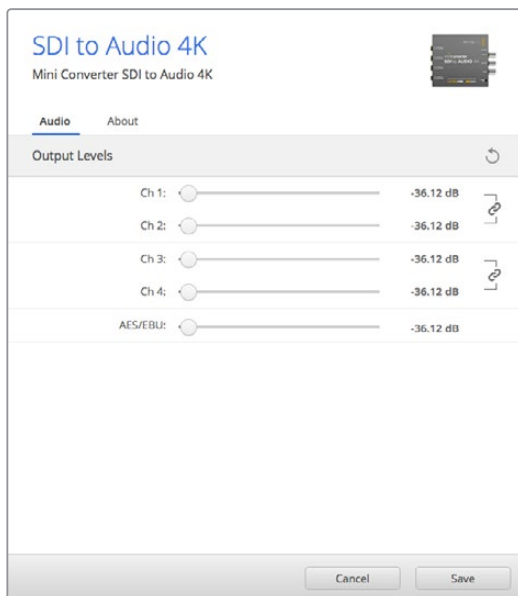 SDI to Audio 4K
Mini Converter SDI to Audio 4K
Audio About
Output Levels
Ch 1: -36.12 dB
Ch 2: -36.12 dB
Ch 3: -36.12 dB
Ch 4: -36.12 dB
AES/EBU: -36.12 dB
Cancel Save